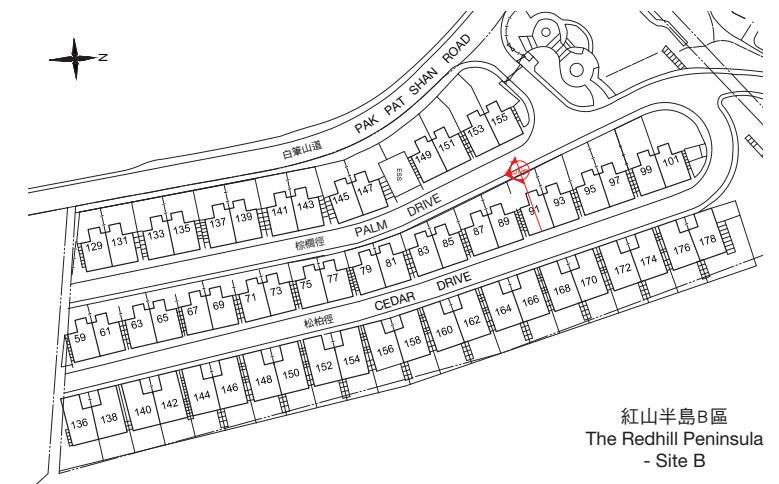 N
白筆山道
PAK PAT SHAN ROAD
129 131 133 135 137 139 141 143 145 147 ESS 149 151 153 155
棕櫚徑
PALM DRIVE
59 61 63 65 67 69 71 73 75 77 79 81 83 85 87 89 91 93 95 97 99 101
松柏徑
CEDAR DRIVE
136 138 140 142 144 146 148 150 152 154 156 158 160 162 164 166 168 170 172 174 176 178
紅山半島B區
The Redhill Peninsula
- Site B